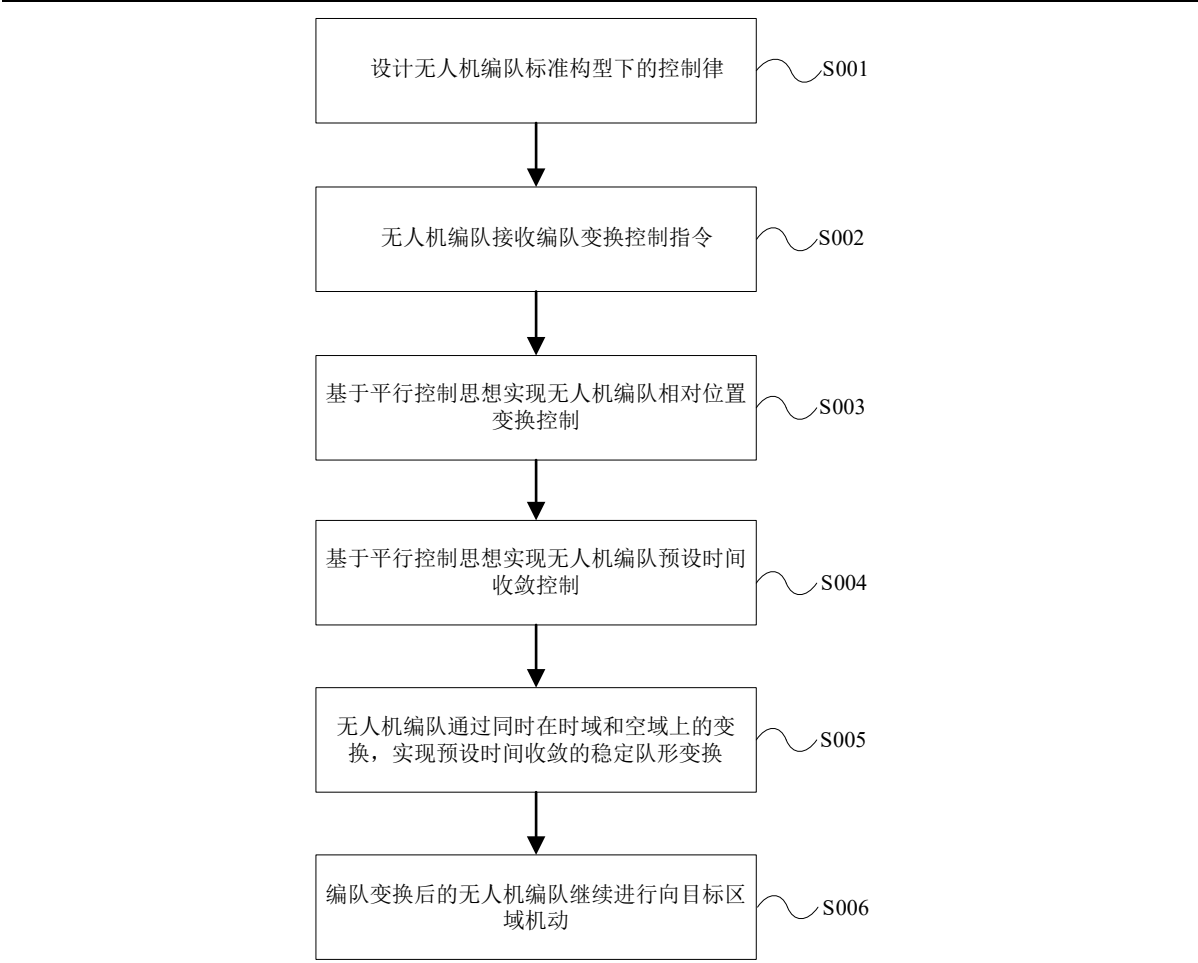 设计无人机编队标准构型下的控制律
S001
无人机编队接收编队变换控制指令
S002
基于平行控制思想实现无人机编队相对位置
变换控制
S003
基于平行控制思想实现无人机编队预设时间
收敛控制
S004
无人机编队通过同时在时域和空域上的变
换，实现预设时间收敛的稳定队形变换
S005
编队变换后的无人机编队继续进行向目标区
域机动
S006